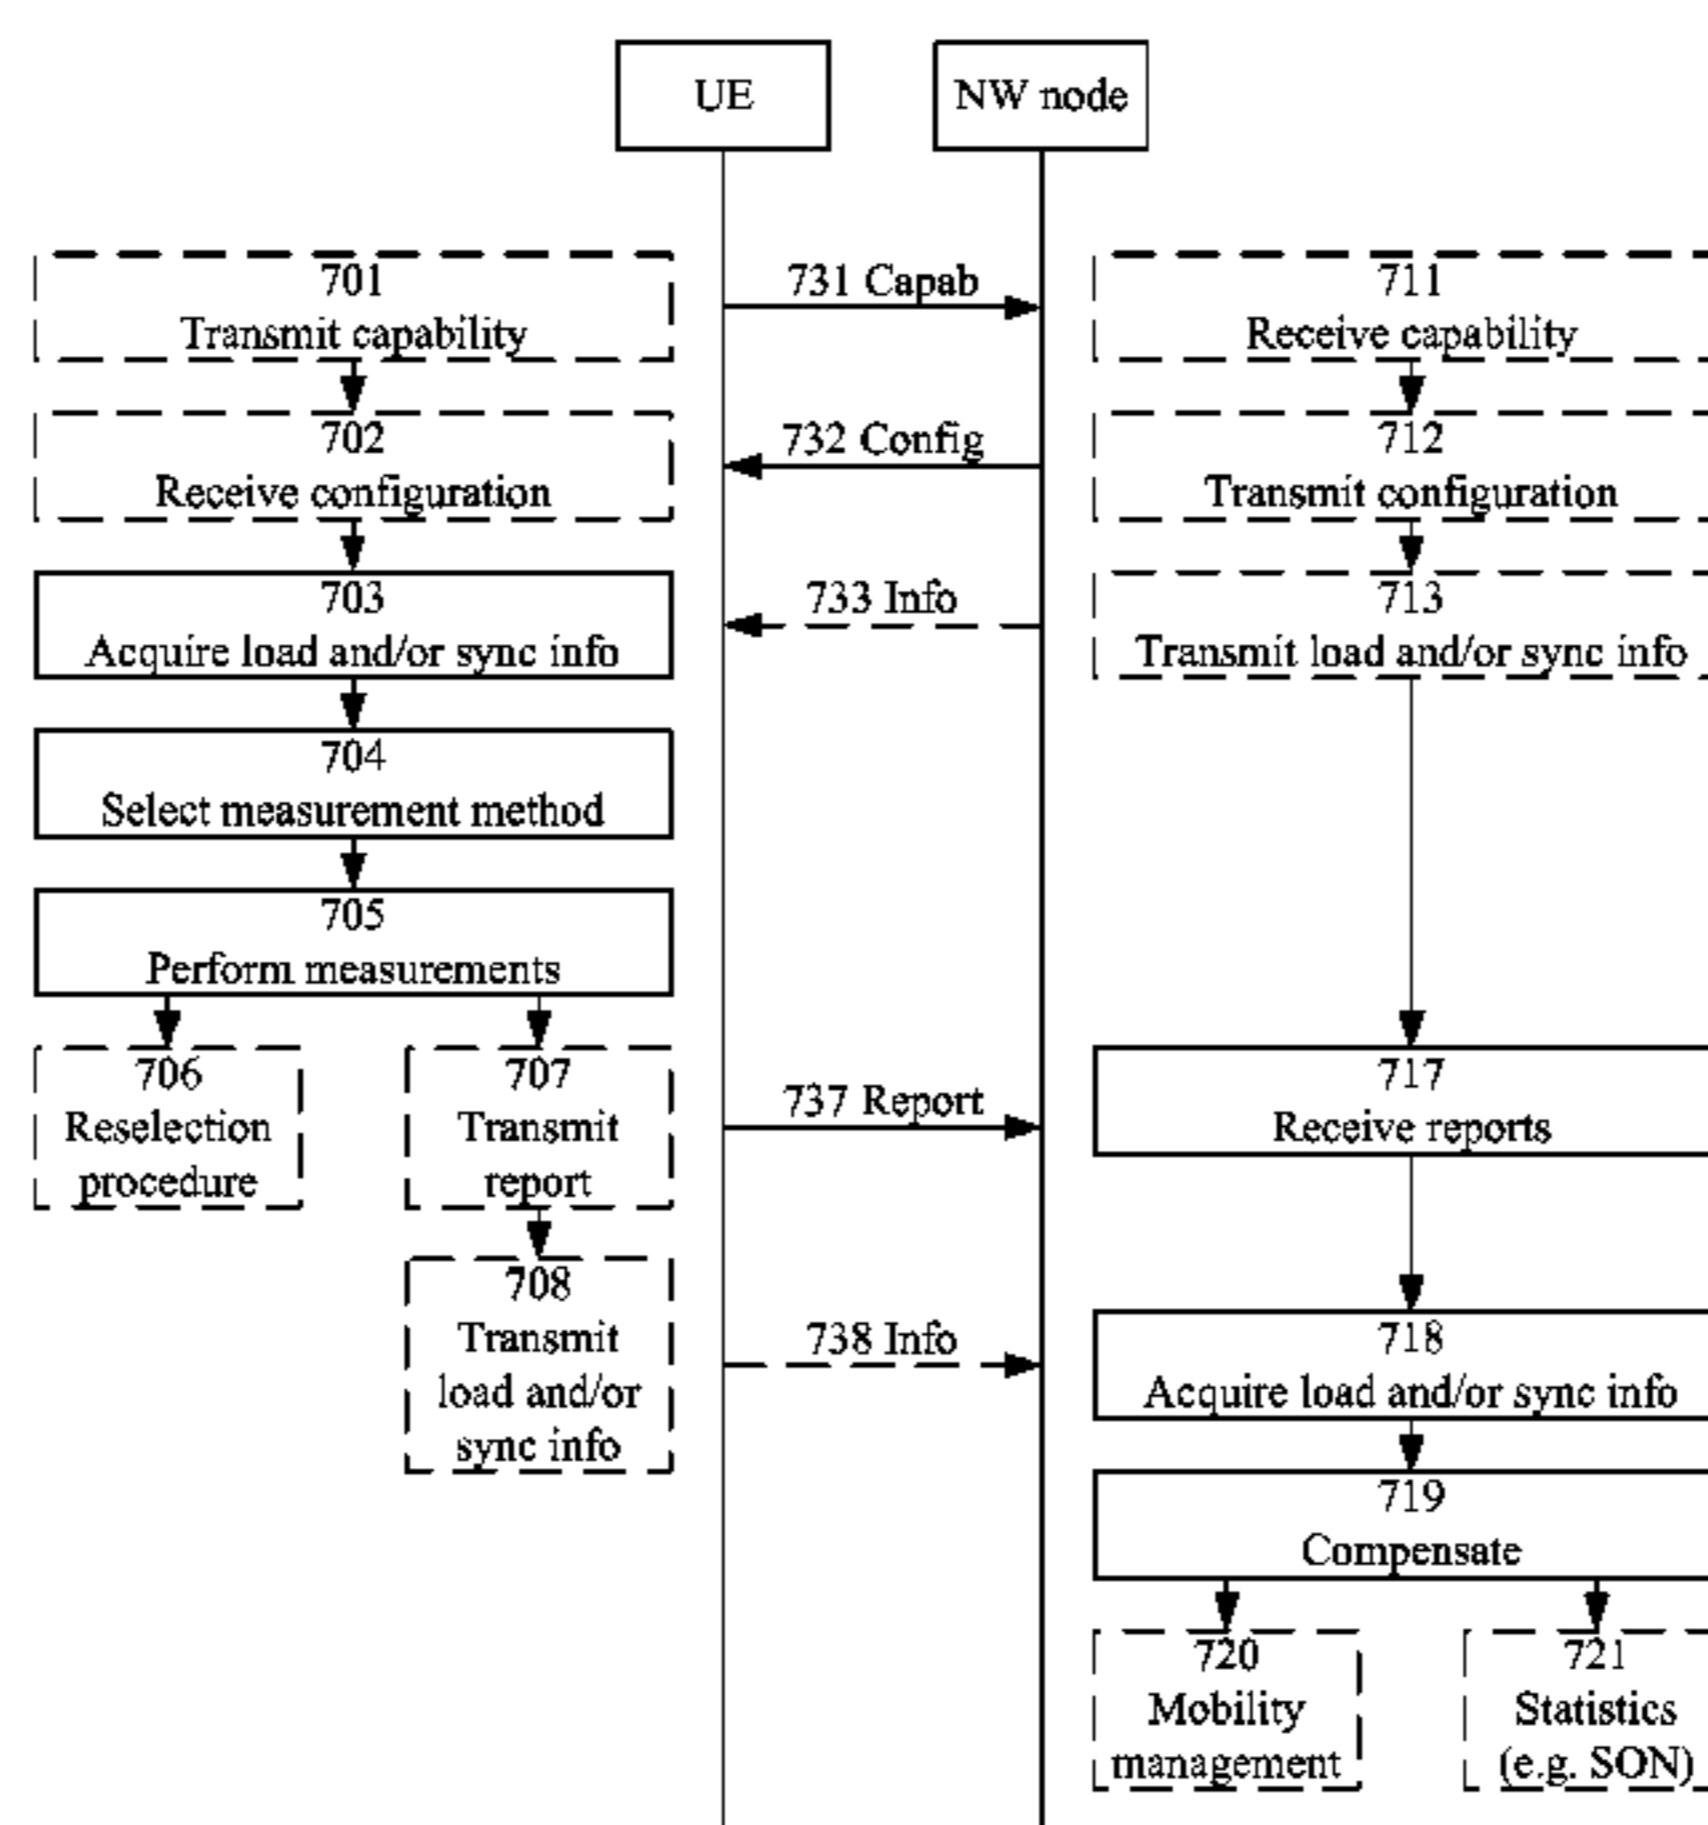 UE
NW node
701
Transmit capability
731 Capab
711
Receive capability
702
Receive configuration
732 Config
712
Transmit configuration
703
Acquire load and/or sync info
733 Info
713
Transmit load and/or sync info
704
Select measurement method
705
Perform measurements
706
Reselection
procedure
707
Transmit
report
737 Report
717
Receive reports
708
Transmit
load and/or
sync info
738 Info
718
Acquire load and/or sync info
719
Compensate
720
Mobility
management
721
Statistics
(e.g. SON)